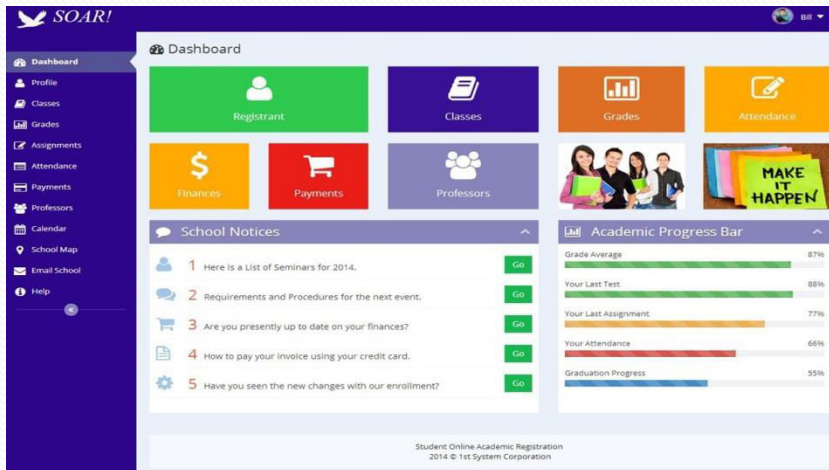 SOAR!
Bill
Dashboard
Profile
Classes
Grades
Assignments
Attendance
Payments
Professors
Calendar
School Map
Email School
Help
Dashboard
Registrant
Classes
Grades
Attendance
Finances
Payments
Professors
MAKE
IT
HAPPEN
School Notices
1 Here is a List of Seminars for 2014.
Go
2 Requirements and Procedures for the next event.
Go
3 Are you presently up to date on your finances?
Go
4 How to pay your invoice using your credit card.
Go
5 Have you seen the new changes with our enrollment?
Go
Academic Progress Bar
Grade Average 87%
Your Last Test 88%
Your Last Assignment 77%
Your Attendance 66%
Graduation Progress 55%
Student Online Academic Registration
2014 © 1st System Corporation